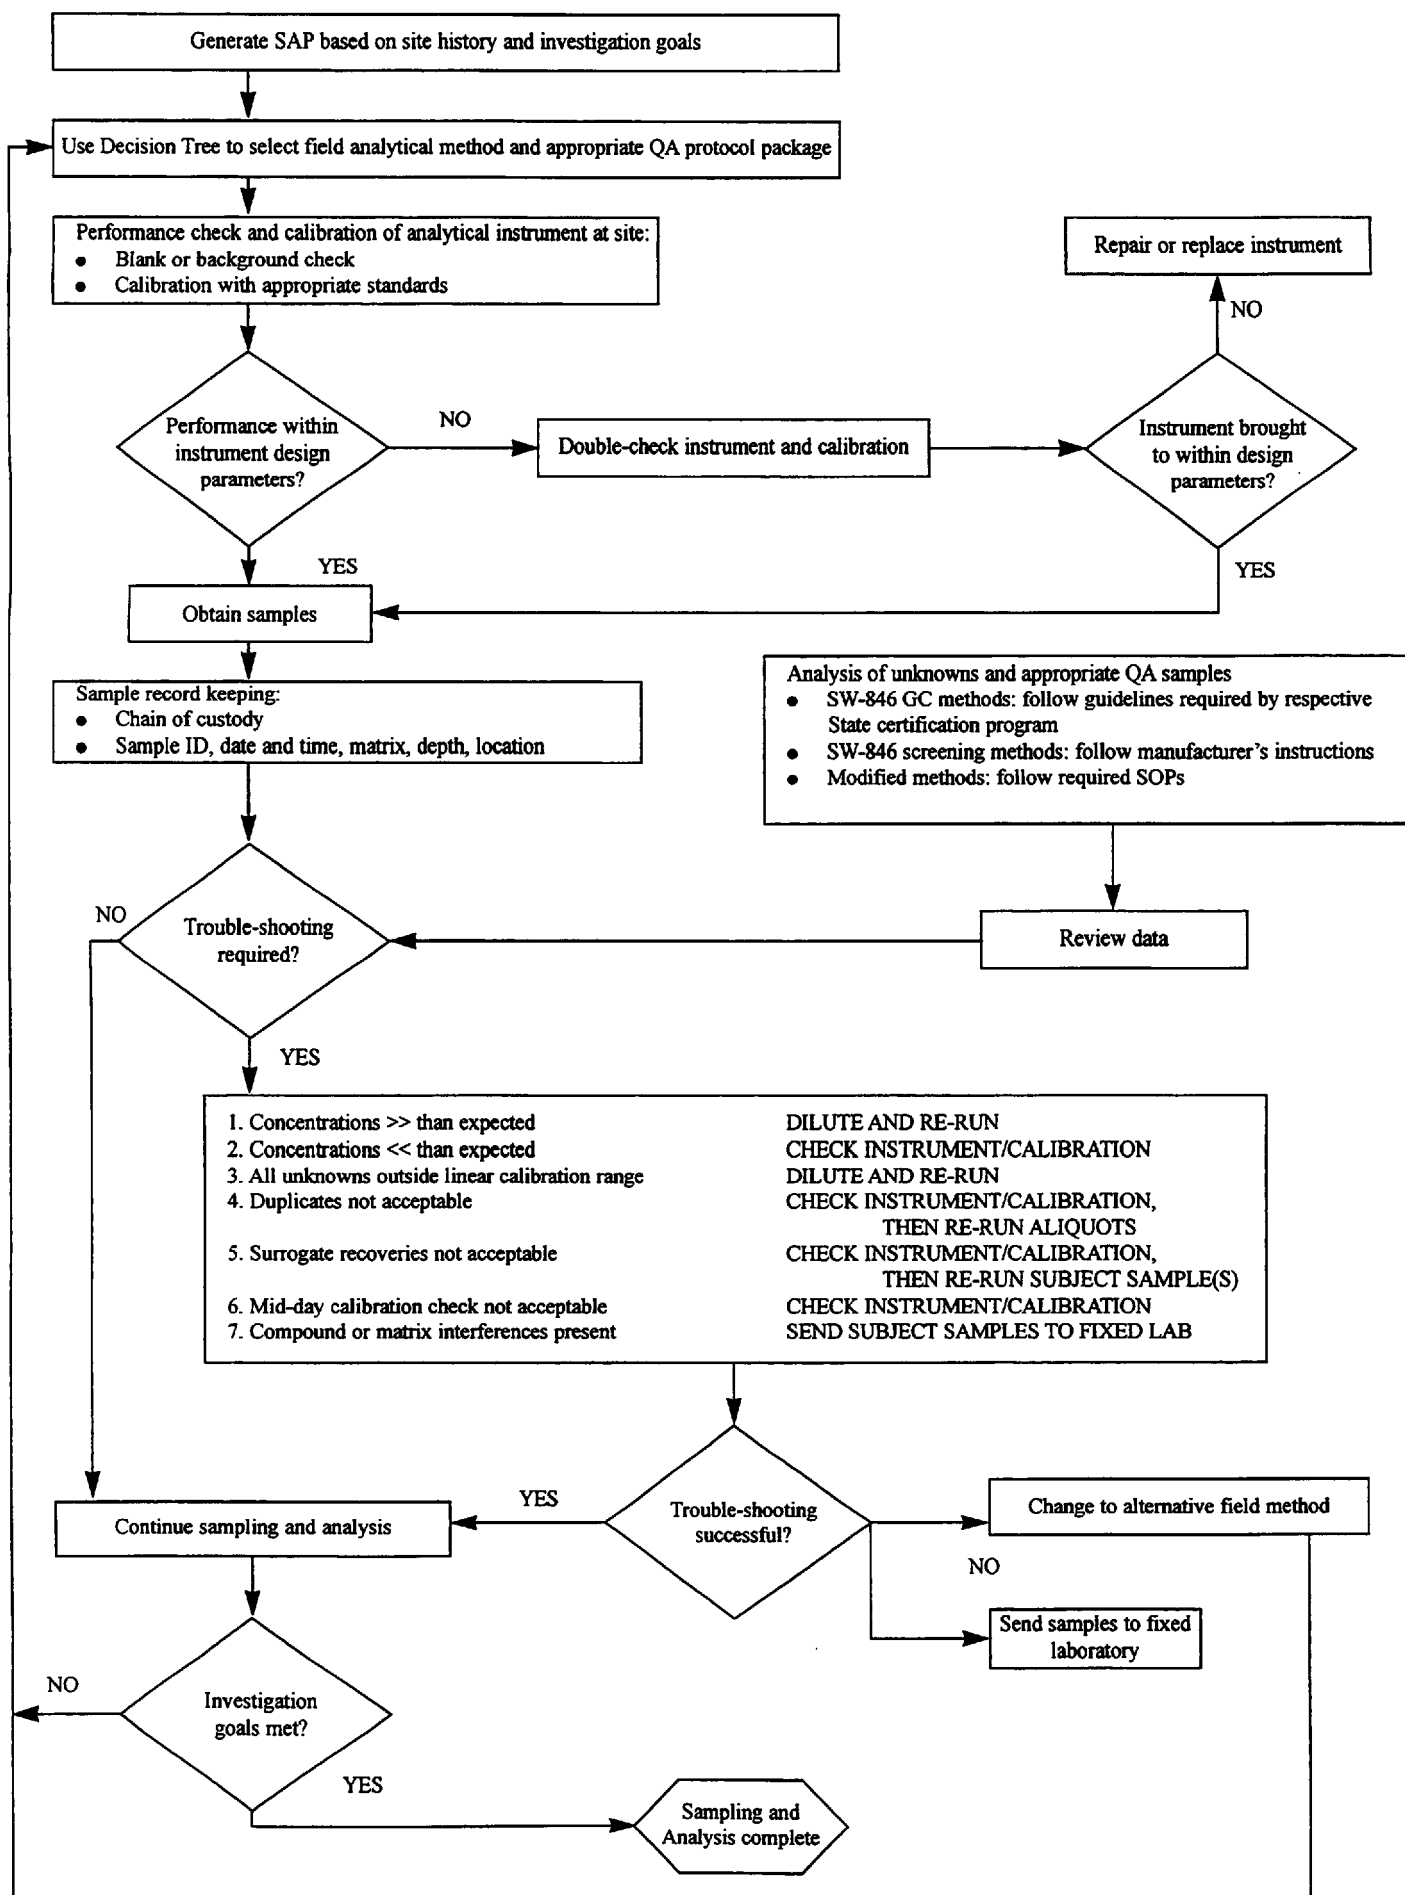 Generate SAP based on site history and investigation goals
Use Decision Tree to select field analytical method and appropriate QA protocol package
Performance check and calibration of analytical instrument at site:
● Blank or background check
● Calibration with appropriate standards
Repair or replace instrument
NO
Performance within
instrument design
parameters?
NO
Double-check instrument and calibration
Instrument brought
to within design
parameters?
YES
YES
Obtain samples
Sample record keeping:
● Chain of custody
● Sample ID, date and time, matrix, depth, location
Analysis of unknowns and appropriate QA samples
● SW-846 GC methods: follow guidelines required by respective
State certification program
● SW-846 screening methods: follow manufacturer's instructions
● Modified methods: follow required SOPs
NO
Trouble-shooting
required?
Review data
YES
1. Concentrations >> than expected DILUTE AND RE-RUN
2. Concentrations << than expected CHECK INSTRUMENT/CALIBRATION
3. All unknowns outside linear calibration range DILUTE AND RE-RUN
4. Duplicates not acceptable CHECK INSTRUMENT/CALIBRATION,
THEN RE-RUN ALIQUOTS
5. Surrogate recoveries not acceptable CHECK INSTRUMENT/CALIBRATION,
THEN RE-RUN SUBJECT SAMPLE(S)
6. Mid-day calibration check not acceptable CHECK INSTRUMENT/CALIBRATION
7. Compound or matrix interferences present SEND SUBJECT SAMPLES TO FIXED LAB
Continue sampling and analysis
YES
Trouble-shooting
successful?
Change to alternative field method
NO
Send samples to fixed
laboratory
NO
Investigation
goals met?
YES
Sampling and
Analysis complete